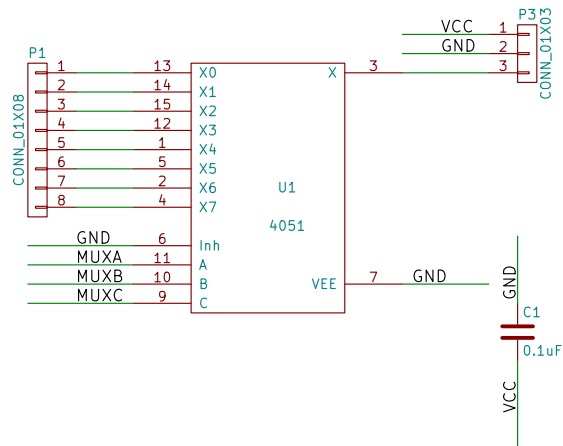 P3
CONN_01X03
VCC 1
GND 2
3
P1
CONN_01X08
1 13 X0 X 3
2 14 X1
3 15 X2
4 12 X3
5 1 X4
6 5 X5
7 2 X6
8 4 X7
U1
4051
GND 6 Inh
MUXA 11 A
MUXB 10 B
MUXC 9 C
VEE 7 GND
GND
C1
0.1uF
VCC